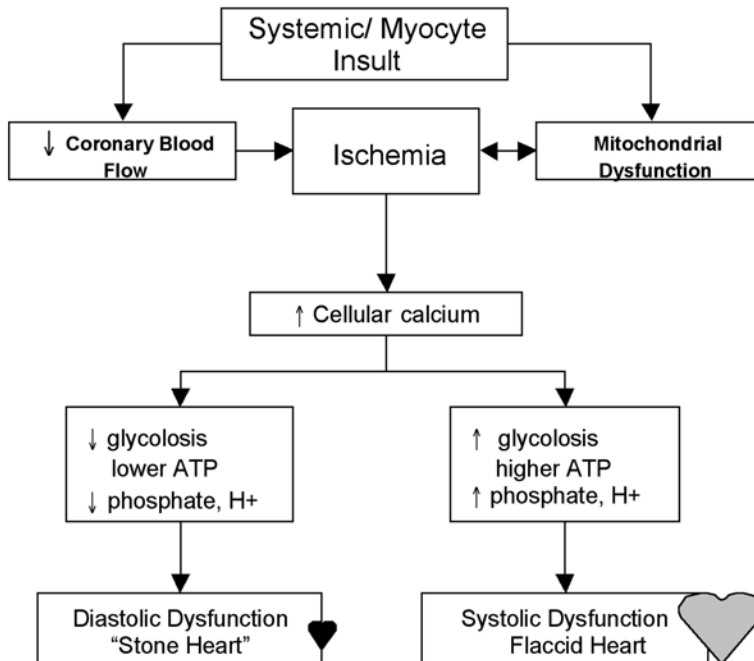 Systemic/ Myocyte
Insult
↓ Coronary Blood
Flow
Ischemia
Mitochondrial
Dysfunction
↑ Cellular calcium
↓ glycolosis
lower ATP
↓ phosphate, H+
↑ glycolosis
higher ATP
↑ phosphate, H+
Diastolic Dysfunction
“Stone Heart”
Systolic Dysfunction
Flaccid Heart